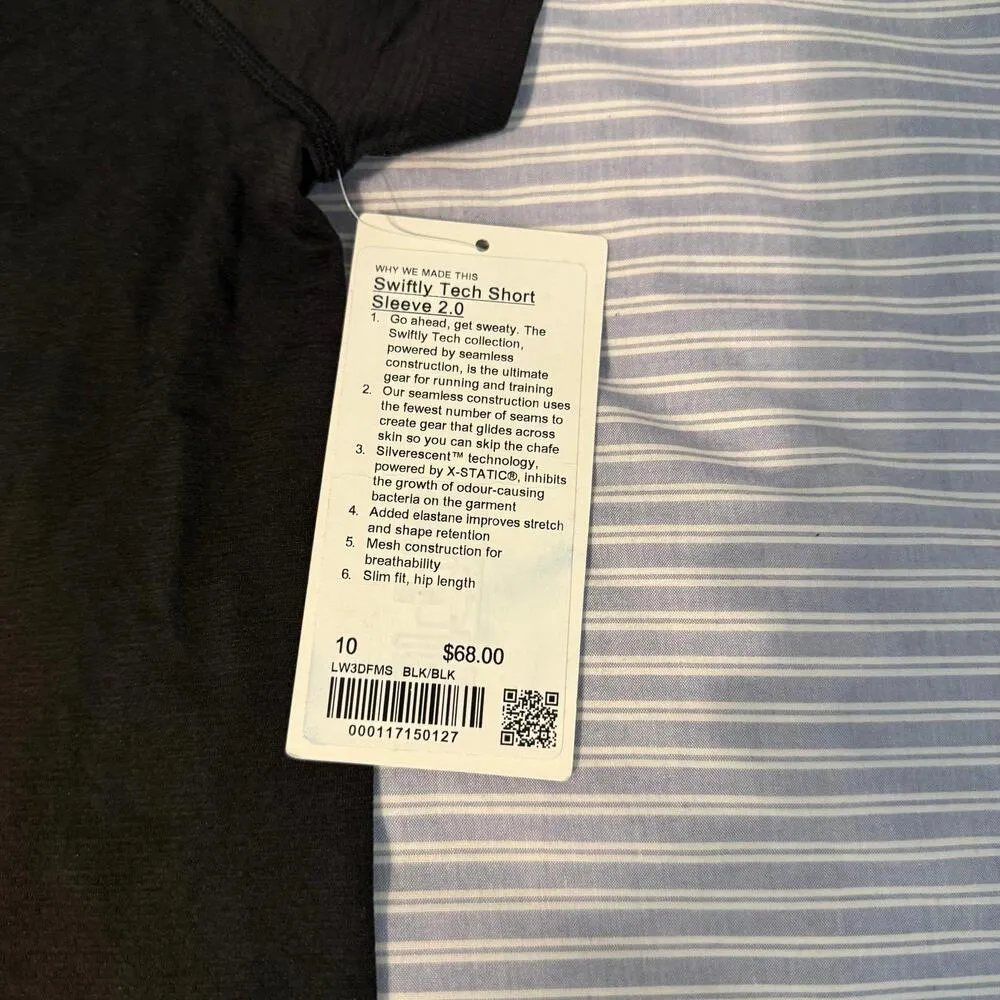 WHY WE MADE THIS
Swiftly Tech Short
Sleeve 2.0
1. Go ahead, get sweaty. The
Swiftly Tech collection,
powered by seamless
construction, is the ultimate
gear for running and training
2. Our seamless construction uses
the fewest number of seams to
create gear that glides across
skin so you can skip the chafe
3. Silverescent™ technology,
powered by X-STATIC®, inhibits
the growth of odour-causing
bacteria on the garment
4. Added elastane improves stretch
and shape retention
5. Mesh construction for
breathability
6. Slim fit, hip length
10 $68.00
LW3DFMS BLK/BLK
000117150127